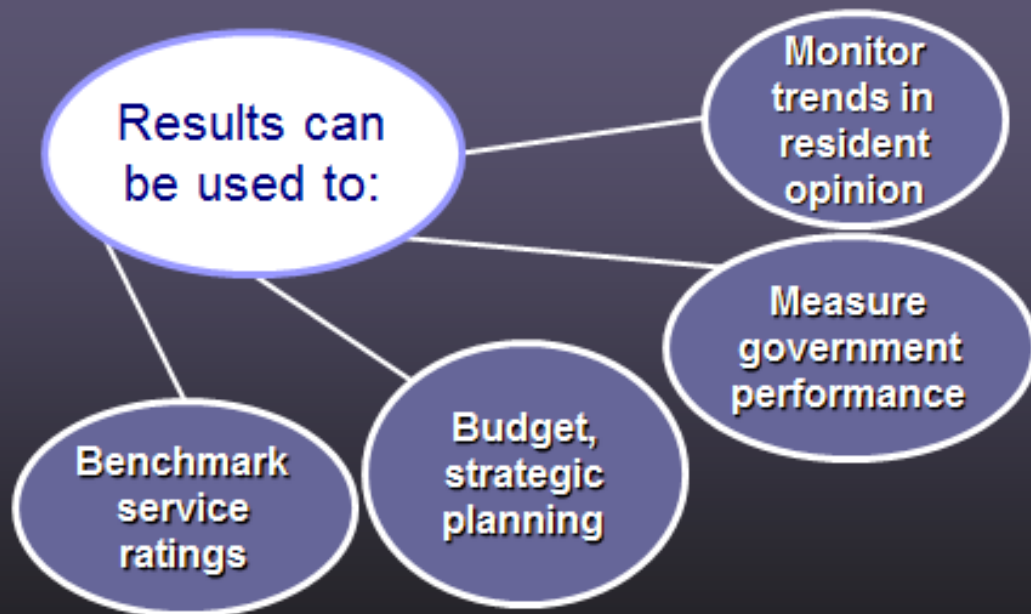 Results can
be used to:
Monitor
trends in
resident
opinion
Measure
government
performance
Budget,
strategic
planning
Benchmark
service
ratings